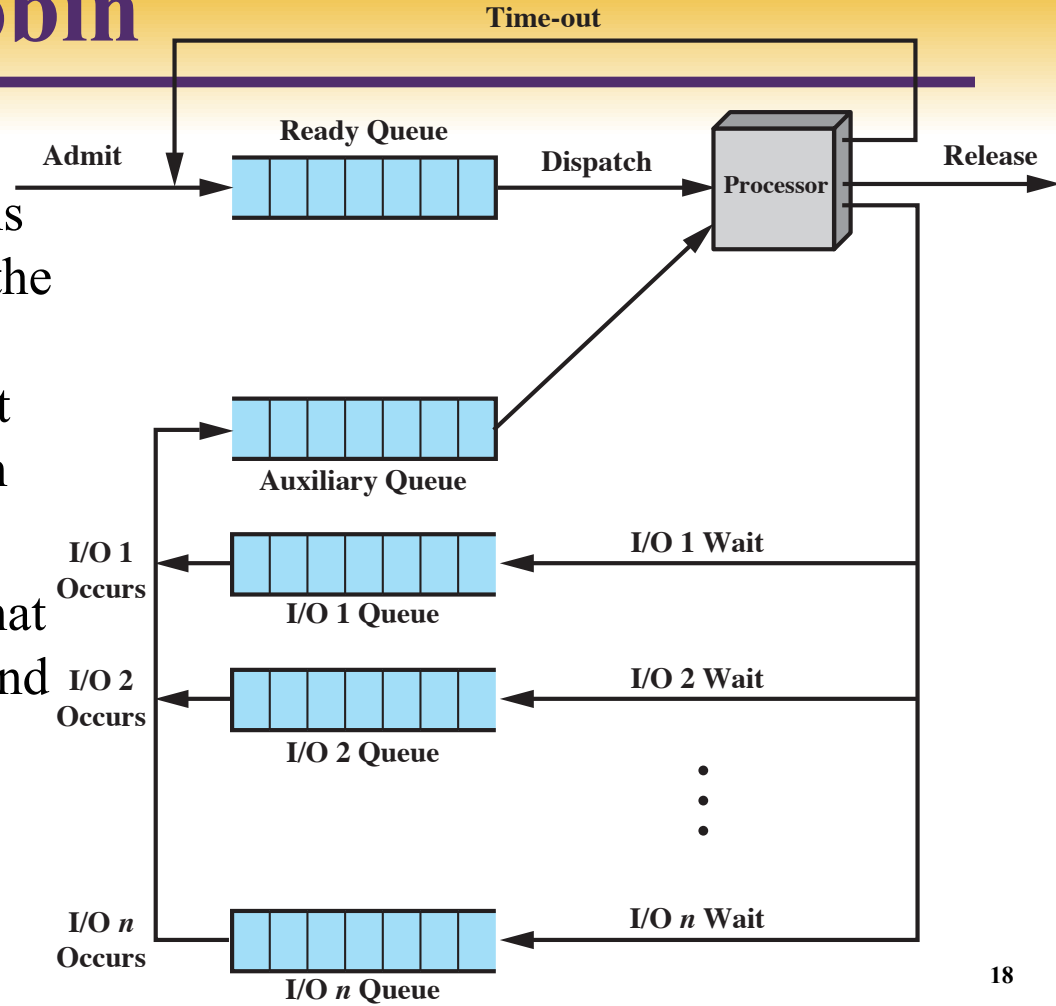 Time-out
Ready Queue
Admit
Dispatch
Release
Processor
the
Auxiliary Queue
I/O 1
Occurs
I/O 1 Wait
I/O 1 Queue
I/O 2
Occurs
I/O 2 Wait
I/O 2 Queue
I/O n
Occurs
I/O n Wait
I/O n Queue
18